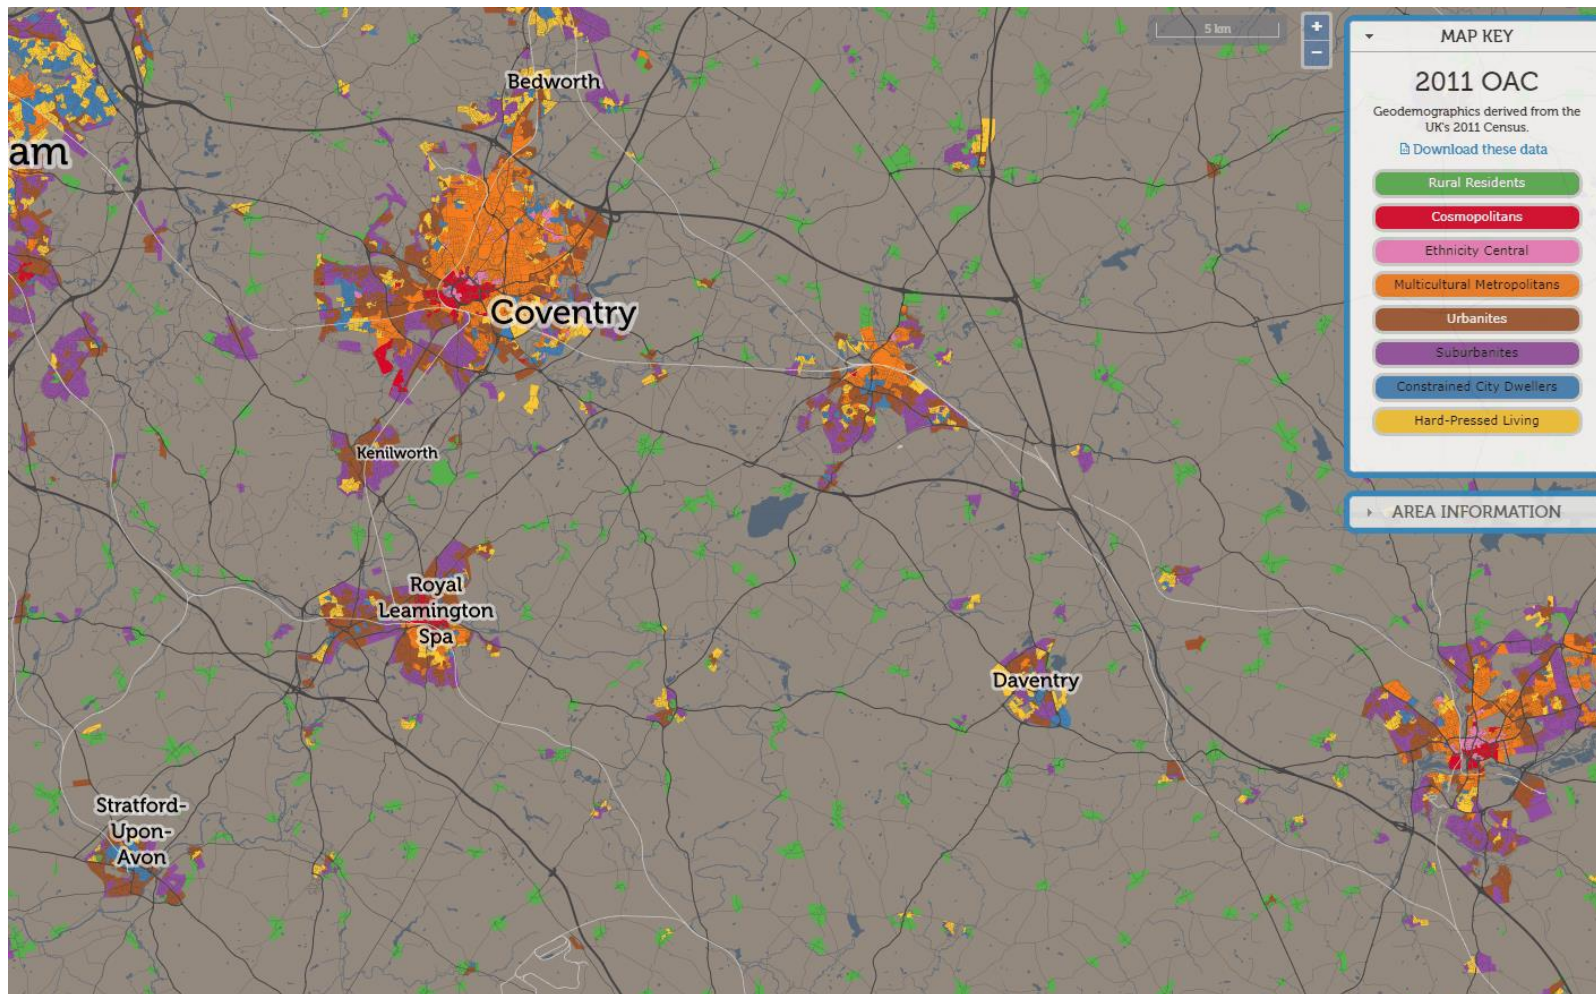 Bedworth
am
Coventry
Kenilworth
Royal
Leamington
Spa
Daventry
Stratford-
Upon-
Avon
5 km
+
−
MAP KEY
2011 OAC
Geodemographics derived from the
UK's 2011 Census.
Download these data
Rural Residents
Cosmopolitans
Ethnicity Central
Multicultural Metropolitans
Urbanites
Suburbanites
Constrained City Dwellers
Hard-Pressed Living
AREA INFORMATION